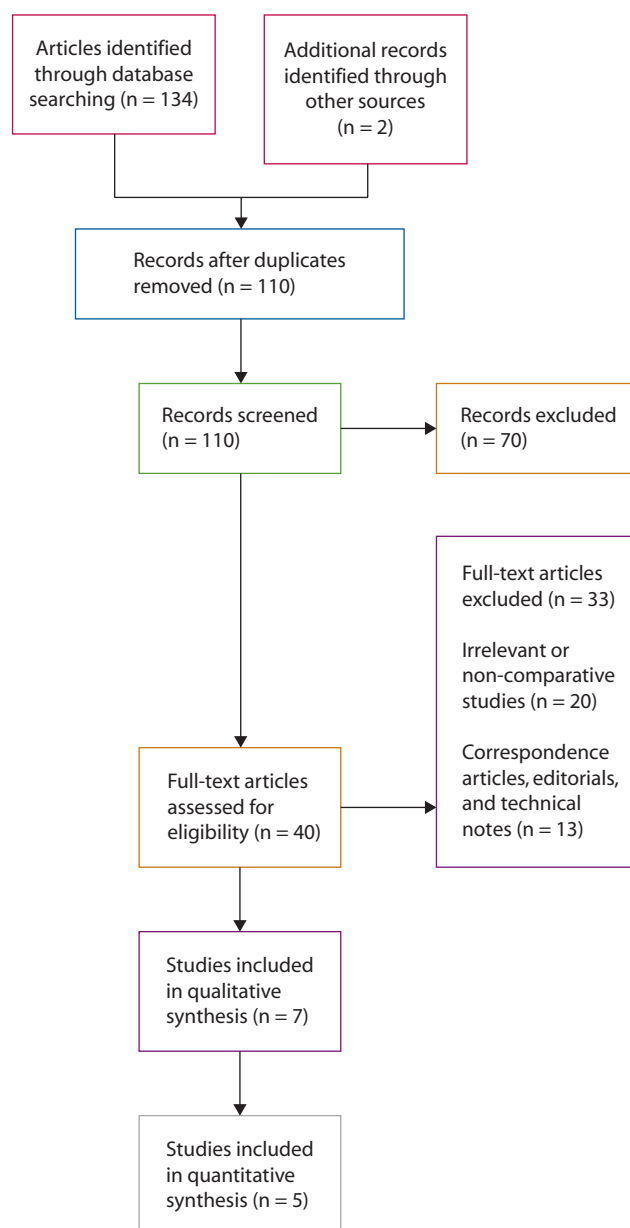 Articles identified
through database
searching (n = 134)
Additional records
identified through
other sources
(n = 2)
Records after duplicates
removed (n = 110)
Records screened
(n = 110)
Records excluded
(n = 70)
Full-text articles
excluded (n = 33)
Irrelevant or
non-comparative
studies (n = 20)
Correspondence
articles, editorials,
and technical
notes (n = 13)
Full-text articles
assessed for
eligibility (n = 40)
Studies included
in qualitative
synthesis (n = 7)
Studies included
in quantitative
synthesis (n = 5)